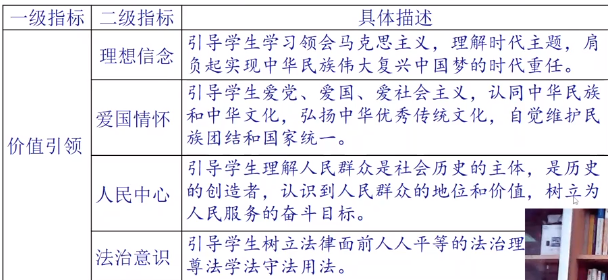 一级指标 二级指标 具体描述
价值引领
理想信念
引导学生学习领会马克思主义，理解时代主题，肩
负起实现中华民族伟大复兴中国梦的时代重任。
爱国情怀
引导学生爱党、爱国、爱社会主义，认同中华民族
和中华文化，弘扬中华优秀传统文化，自觉维护民
族团结和国家统一。
人民中心
引导学生理解人民群众是社会历史的主体，是历史
的创造者，认识到人民群众的地位和价值，树立为
人民服务的奋斗目标。
法治意识
引导学生树立法律面前人人平等的法治理
尊法学法守法用法。